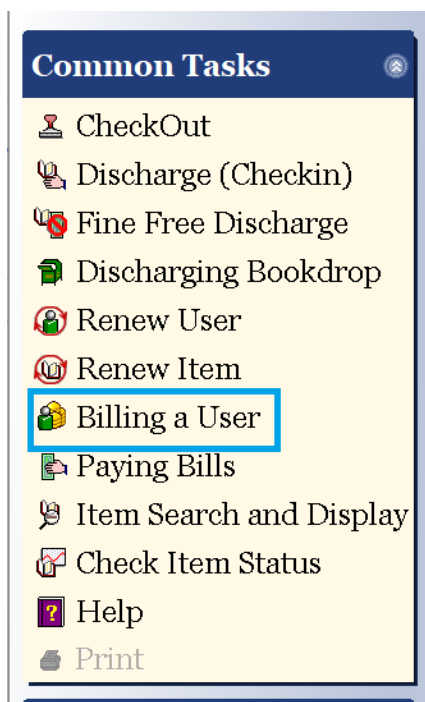 Common Tasks
CheckOut
Discharge (Checkin)
Fine Free Discharge
Discharging Bookdrop
Renew User
Renew Item
Billing a User
Paying Bills
Item Search and Display
Check Item Status
? Help
Print